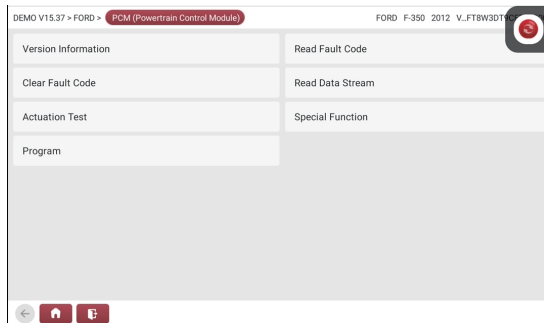 DEMO V15.37 > FORD > PCM (Powertrain Control Module) FORD F-350 2012
Version Information Read Fault Code
Clear Fault Code Read Data Stream
Actuation Test Special Function
Program